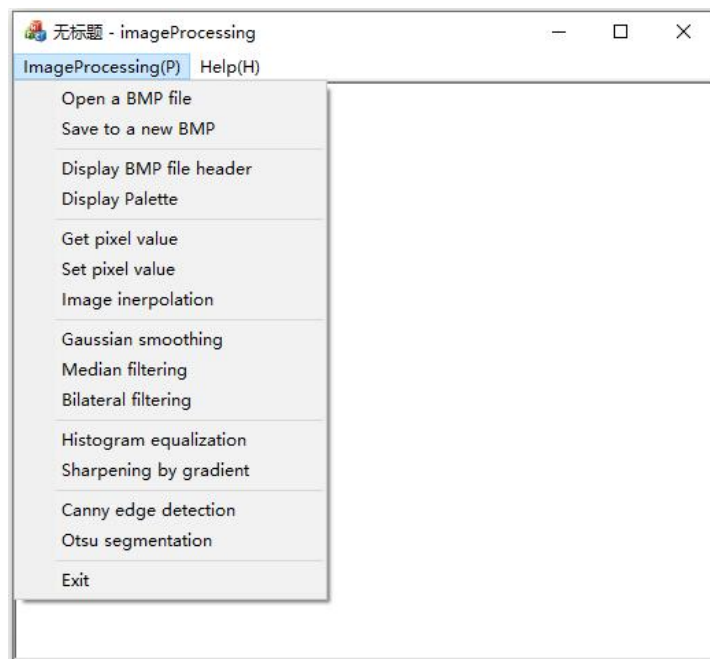 无标题 - imageProcessing
ImageProcessing(P) Help(H)
Open a BMP file
Save to a new BMP
Display BMP file header
Display Palette
Get pixel value
Set pixel value
Image inerpolation
Gaussian smoothing
Median filtering
Bilateral filtering
Histogram equalization
Sharpening by gradient
Canny edge detection
Otsu segmentation
Exit